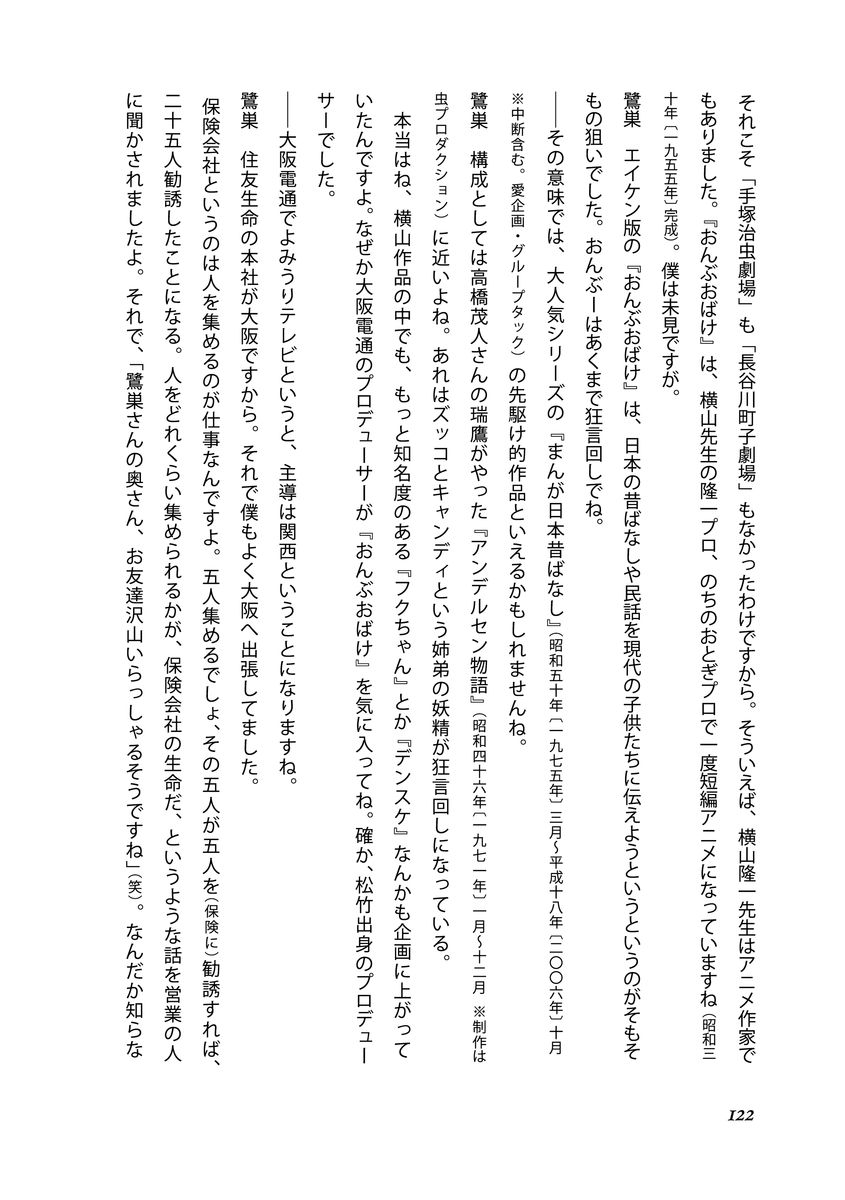 それこそ「手塚治虫劇場」も「長谷川町子劇場」もなかったわけですから。そういえば、横山隆一先生はアニメ作家で
もありました。『おんぶおばけ』は、横山先生の隆一プロ、のちのおとぎプロで一度短編アニメになっていますね（昭和三
十年〔一九五五年〕完成）。僕は未見ですが。
鷺巣　エイケン版の『おんぶおばけ』は、日本の昔ばなしや民話を現代の子供たちに伝えようというというのがそもそ
もの狙いでした。おんぶーはあくまで狂言回しでね。
――その意味では、大人気シリーズの『まんが日本昔ばなし』（昭和五十年〔一九七五年〕三月〜平成十八年〔二〇〇六年〕十月
※中断含む。愛企画・グループタック）の先駆け的作品といえるかもしれませんね。
鷺巣　構成としては高橋茂人さんの瑞鷹がやった『アンデルセン物語』（昭和四十六年〔一九七一年〕一月〜十二月　※制作は
虫プロダクション）に近いよね。あれはズッコとキャンティという姉弟の妖精が狂言回しになっている。
　本当はね、横山作品の中でも、もっと知名度のある『フクちゃん』とか『デンスケ』なんかも企画に上がって
いたんですよ。なぜか大阪電通のプロデューサーが『おんぶおばけ』を気に入ってね。確か、松竹出身のプロデュー
サーでした。
――大阪電通でよみうりテレビというと、主導は関西ということになりますね。
鷺巣　住友生命の本社が大阪ですから。それで僕もよく大阪へ出張してました。
　保険会社というのは人を集めるのが仕事なんですよ。五人集めるでしょ、その五人が五人を（保険に）勧誘すれば、
二十五人勧誘したことになる。人をどれくらい集められるかが、保険会社の生命だ、というような話を営業の人
に聞かされましたよ。それで、「鷺巣さんの奥さん、お友達沢山いらっしゃるそうですね」（笑）。なんだか知らな
122